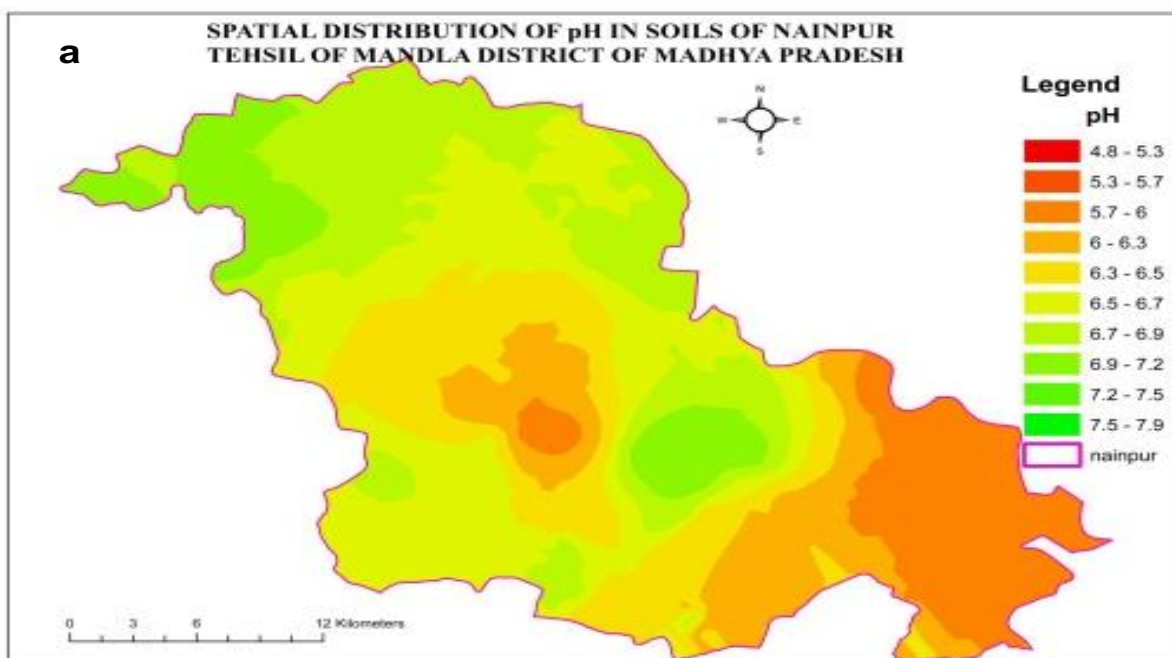 a
SPATIAL DISTRIBUTION OF pH IN SOILS OF NAINPUR
TEHSIL OF MANDLA DISTRICT OF MADHYA PRADESH
N
W E
S
Legend
pH
4.8 - 5.3
5.3 - 5.7
5.7 - 6
6 - 6.3
6.3 - 6.5
6.5 - 6.7
6.7 - 6.9
6.9 - 7.2
7.2 - 7.5
7.5 - 7.9
nainpur
0 3 6 12 Kilometers